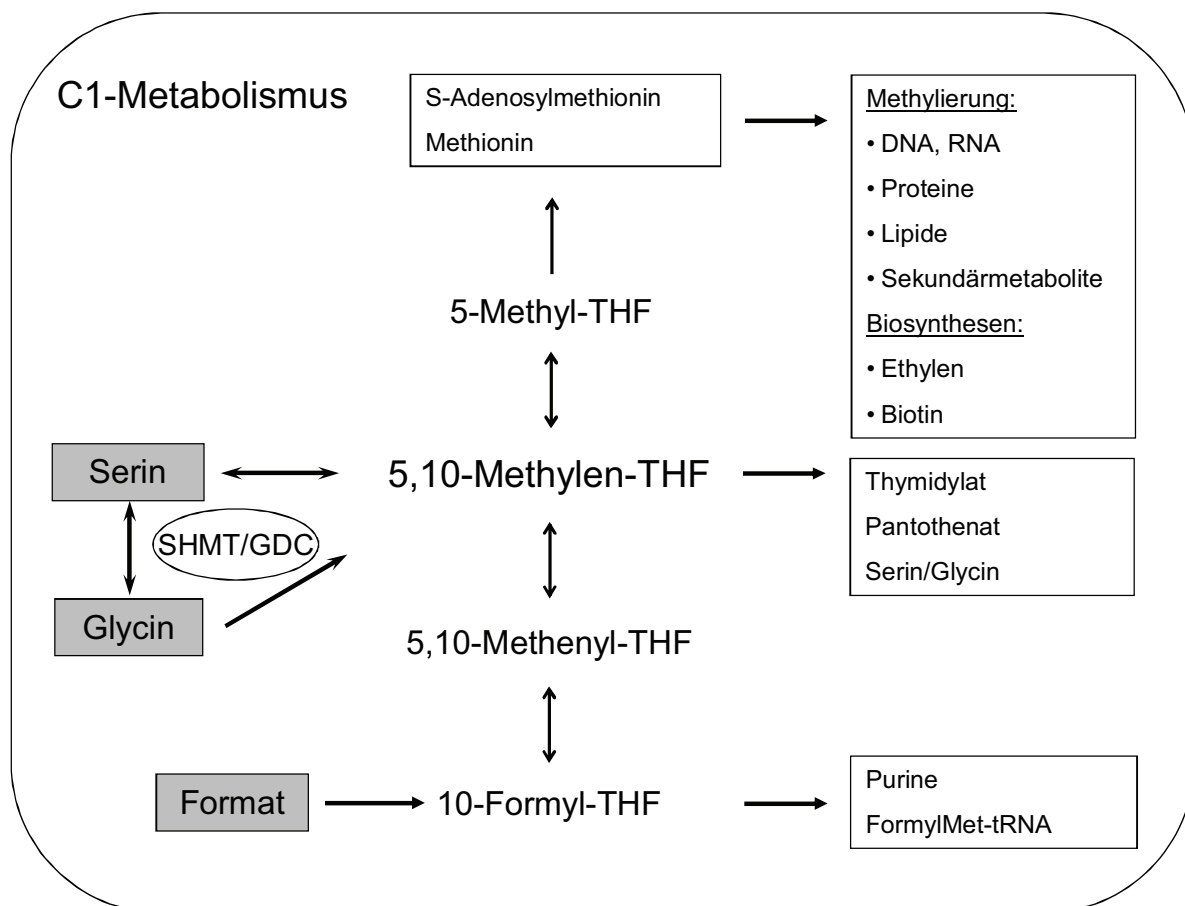 C1-Metabolismus
S-Adenosylmethionin
Methionin
Methylierung:
• DNA, RNA
• Proteine
• Lipide
• Sekundärmetabolite
Biosynthesen:
• Ethylen
• Biotin
5-Methyl-THF
Serin
5,10-Methylen-THF
Thymidylat
Pantothenat
Serin/Glycin
SHMT/GDC
Glycin
5,10-Methenyl-THF
Format
10-Formyl-THF
Purine
FormylMet-tRNA